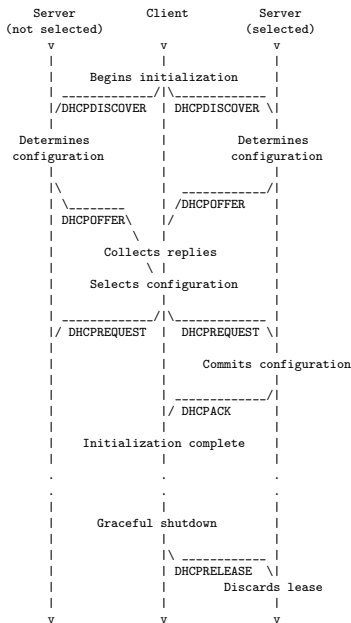 Server Client Server
(not selected) (selected)
v v v
Begins initialization
DHCPDISCOVER DHCPDISCOVER
Determines Determines
configuration configuration
DHCPOFFER
DHCPOFFER
Collects replies
Selects configuration
DHCPREQUEST DHCPREQUEST
Commits configuration
DHCPACK
Initialization complete
. . .
. . .
Graceful shutdown
DHCPRELEASE
Discards lease
v v v